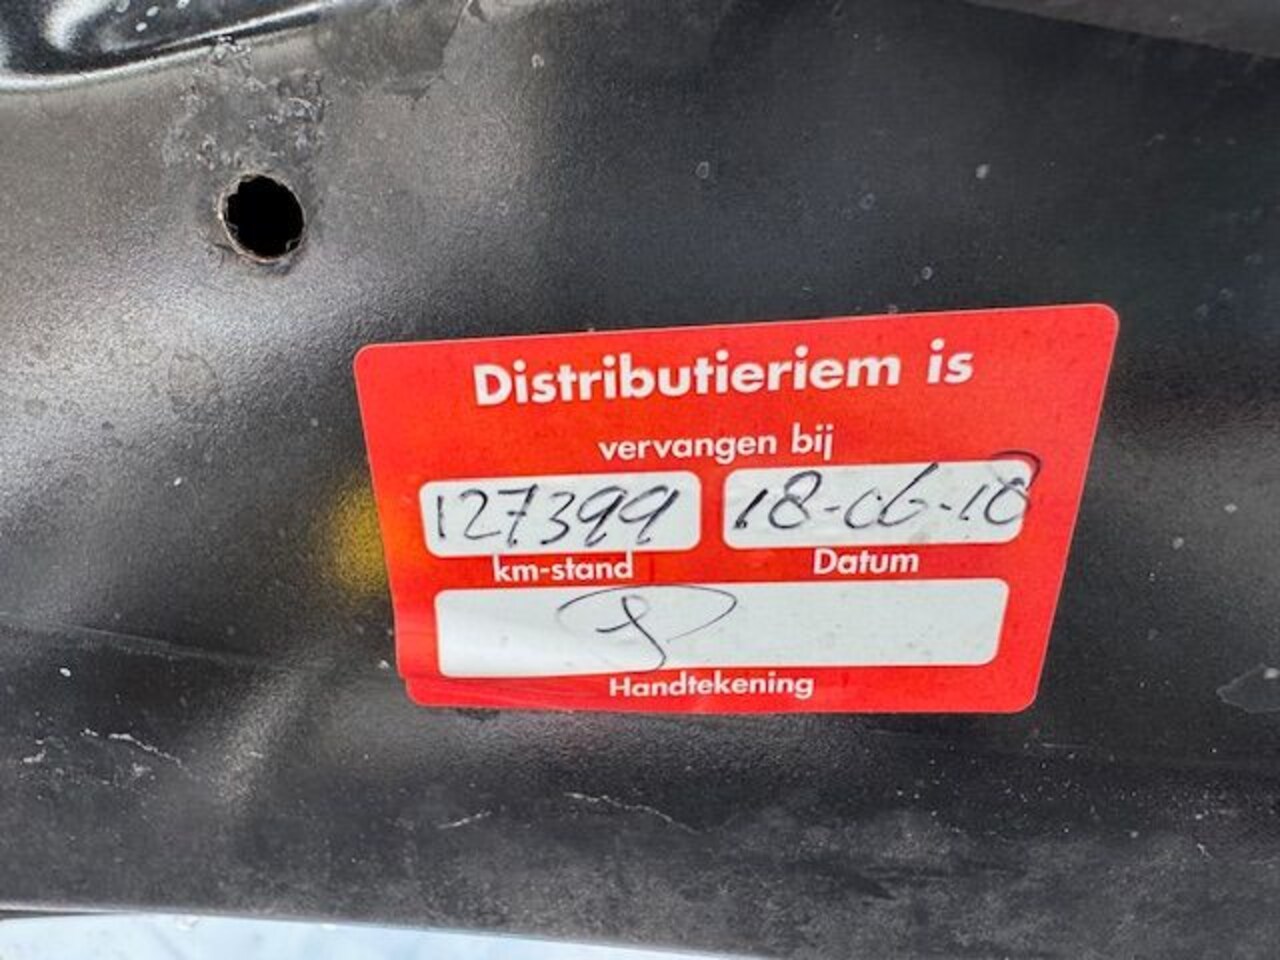 Distributieriem is
vervangen bij
127399 18-06-18
km-stand Datum
Handtekening